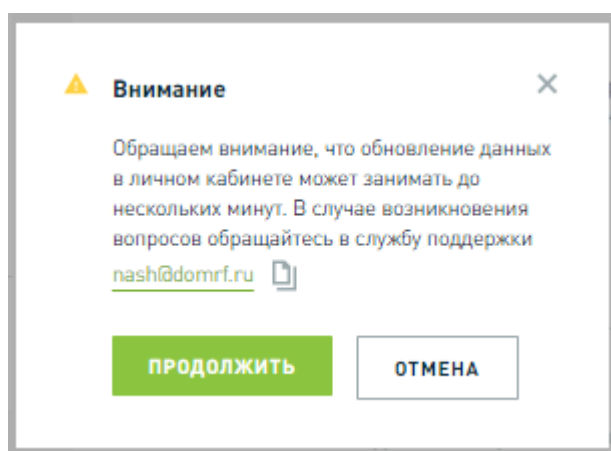 Внимание
Обращаем внимание, что обновление данных
в личном кабинете может занимать до
нескольких минут. В случае возникновения
вопросов обращайтесь в службу поддержки
nash@domrf.ru
ПРОДОЛЖИТЬ
ОТМЕНА